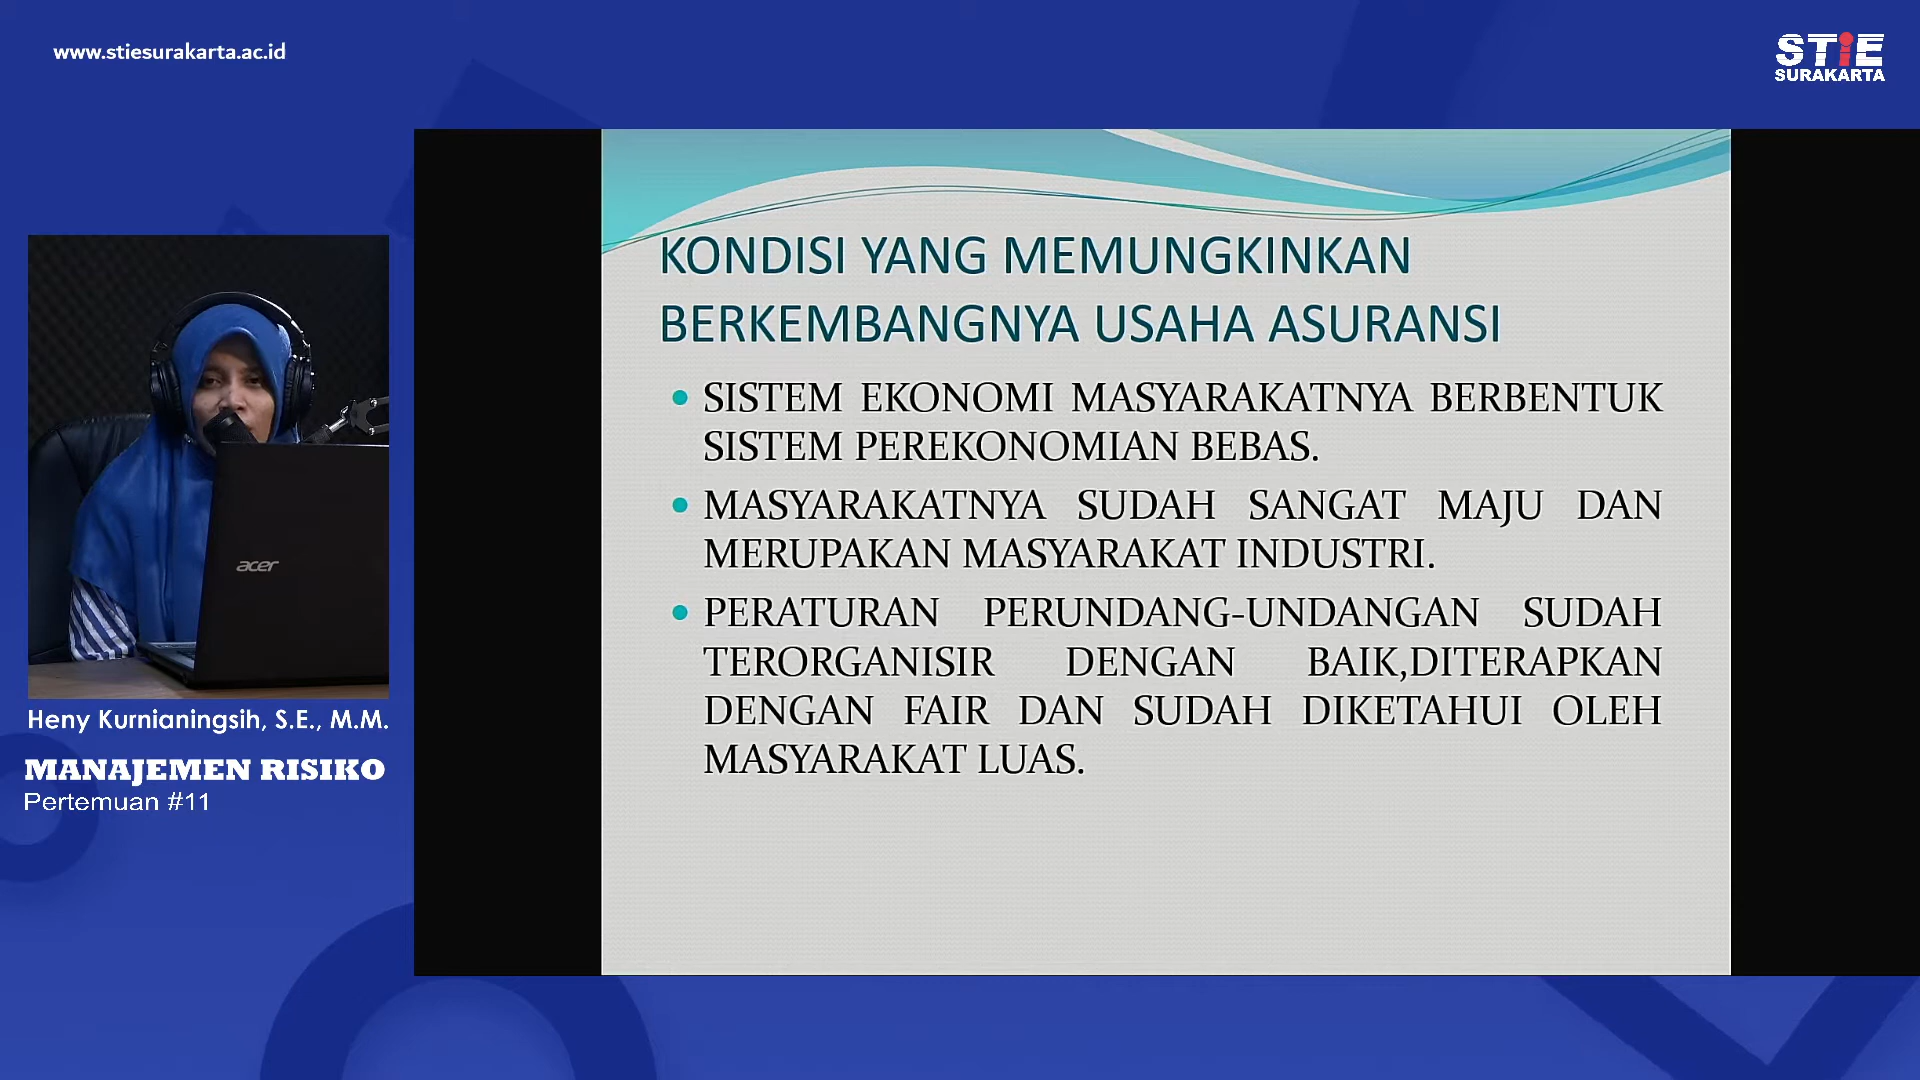 www.stiesurakarta.ac.id
STiE
SURAKARTA
KONDISI YANG MEMUNGKINKAN
BERKEMBANGNYA USAHA ASURANSI
• SISTEM EKONOMI MASYARAKATNYA BERBENTUK
SISTEM PEREKONOMIAN BEBAS.
• MASYARAKATNYA SUDAH SANGAT MAJU DAN
MERUPAKAN MASYARAKAT INDUSTRI.
• PERATURAN PERUNDANG-UNDANGAN SUDAH
TERORGANISIR DENGAN BAIK,DITERAPKAN
DENGAN FAIR DAN SUDAH DIKETAHUI OLEH
MASYARAKAT LUAS.
acer
Heny Kurnianingsih, S.E., M.M.
MANAJEMEN RISIKO
Pertemuan #11